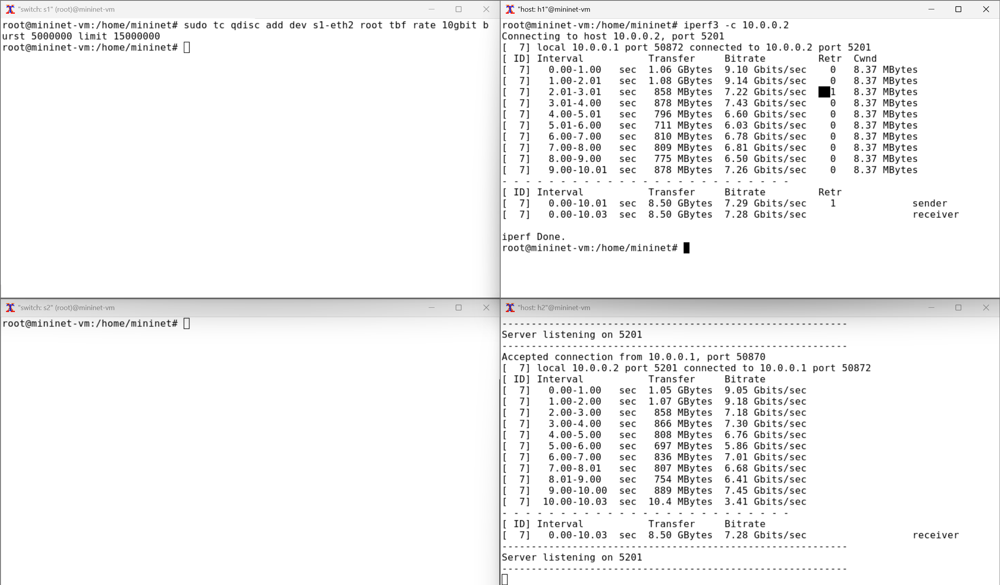 "switch: s1" (root)@mininet-vm
root@mininet-vm:/home/mininet# sudo tc qdisc add dev s1-eth2 root tbf rate 10gbit b
urst 5000000 limit 15000000
root@mininet-vm:/home/mininet#
"host: h1"@mininet-vm
root@mininet-vm:/home/mininet# iperf3 -c 10.0.0.2
Connecting to host 10.0.0.2, port 5201
[  7] local 10.0.0.1 port 50872 connected to 10.0.0.2 port 5201
[ ID] Interval           Transfer     Bitrate         Retr  Cwnd
[  7]   0.00-1.00   sec  1.06 GBytes  9.10 Gbits/sec    0   8.37 MBytes
[  7]   1.00-2.01   sec  1.08 GBytes  9.14 Gbits/sec    0   8.37 MBytes
[  7]   2.01-3.01   sec   858 MBytes  7.22 Gbits/sec    1   8.37 MBytes
[  7]   3.01-4.00   sec   878 MBytes  7.43 Gbits/sec    0   8.37 MBytes
[  7]   4.00-5.01   sec   796 MBytes  6.60 Gbits/sec    0   8.37 MBytes
[  7]   5.01-6.00   sec   711 MBytes  6.03 Gbits/sec    0   8.37 MBytes
[  7]   6.00-7.00   sec   810 MBytes  6.78 Gbits/sec    0   8.37 MBytes
[  7]   7.00-8.00   sec   809 MBytes  6.81 Gbits/sec    0   8.37 MBytes
[  7]   8.00-9.00   sec   775 MBytes  6.50 Gbits/sec    0   8.37 MBytes
[  7]   9.00-10.01  sec   878 MBytes  7.26 Gbits/sec    0   8.37 MBytes
- - - - - - - - - - - - - - - - - - - - - - - - -
[ ID] Interval           Transfer     Bitrate         Retr
[  7]   0.00-10.01  sec  8.50 GBytes  7.29 Gbits/sec    1             sender
[  7]   0.00-10.03  sec  8.50 GBytes  7.28 Gbits/sec                  receiver
iperf Done.
root@mininet-vm:/home/mininet#
"switch: s2" (root)@mininet-vm
root@mininet-vm:/home/mininet#
"host: h2"@mininet-vm
-----------------------------------------------------------
Server listening on 5201
-----------------------------------------------------------
Accepted connection from 10.0.0.1, port 50870
[  7] local 10.0.0.2 port 5201 connected to 10.0.0.1 port 50872
[ ID] Interval           Transfer     Bitrate
[  7]   0.00-1.00   sec  1.05 GBytes  9.05 Gbits/sec
[  7]   1.00-2.00   sec  1.07 GBytes  9.18 Gbits/sec
[  7]   2.00-3.00   sec   858 MBytes  7.18 Gbits/sec
[  7]   3.00-4.00   sec   866 MBytes  7.30 Gbits/sec
[  7]   4.00-5.00   sec   808 MBytes  6.76 Gbits/sec
[  7]   5.00-6.00   sec   697 MBytes  5.86 Gbits/sec
[  7]   6.00-7.00   sec   836 MBytes  7.01 Gbits/sec
[  7]   7.00-8.01   sec   807 MBytes  6.68 Gbits/sec
[  7]   8.01-9.00   sec   754 MBytes  6.41 Gbits/sec
[  7]   9.00-10.00  sec   889 MBytes  7.45 Gbits/sec
[  7]  10.00-10.03  sec  10.4 MBytes  3.41 Gbits/sec
- - - - - - - - - - - - - - - - - - - - - - - - -
[ ID] Interval           Transfer     Bitrate
[  7]   0.00-10.03  sec  8.50 GBytes  7.28 Gbits/sec                  receiver
-----------------------------------------------------------
Server listening on 5201
-----------------------------------------------------------